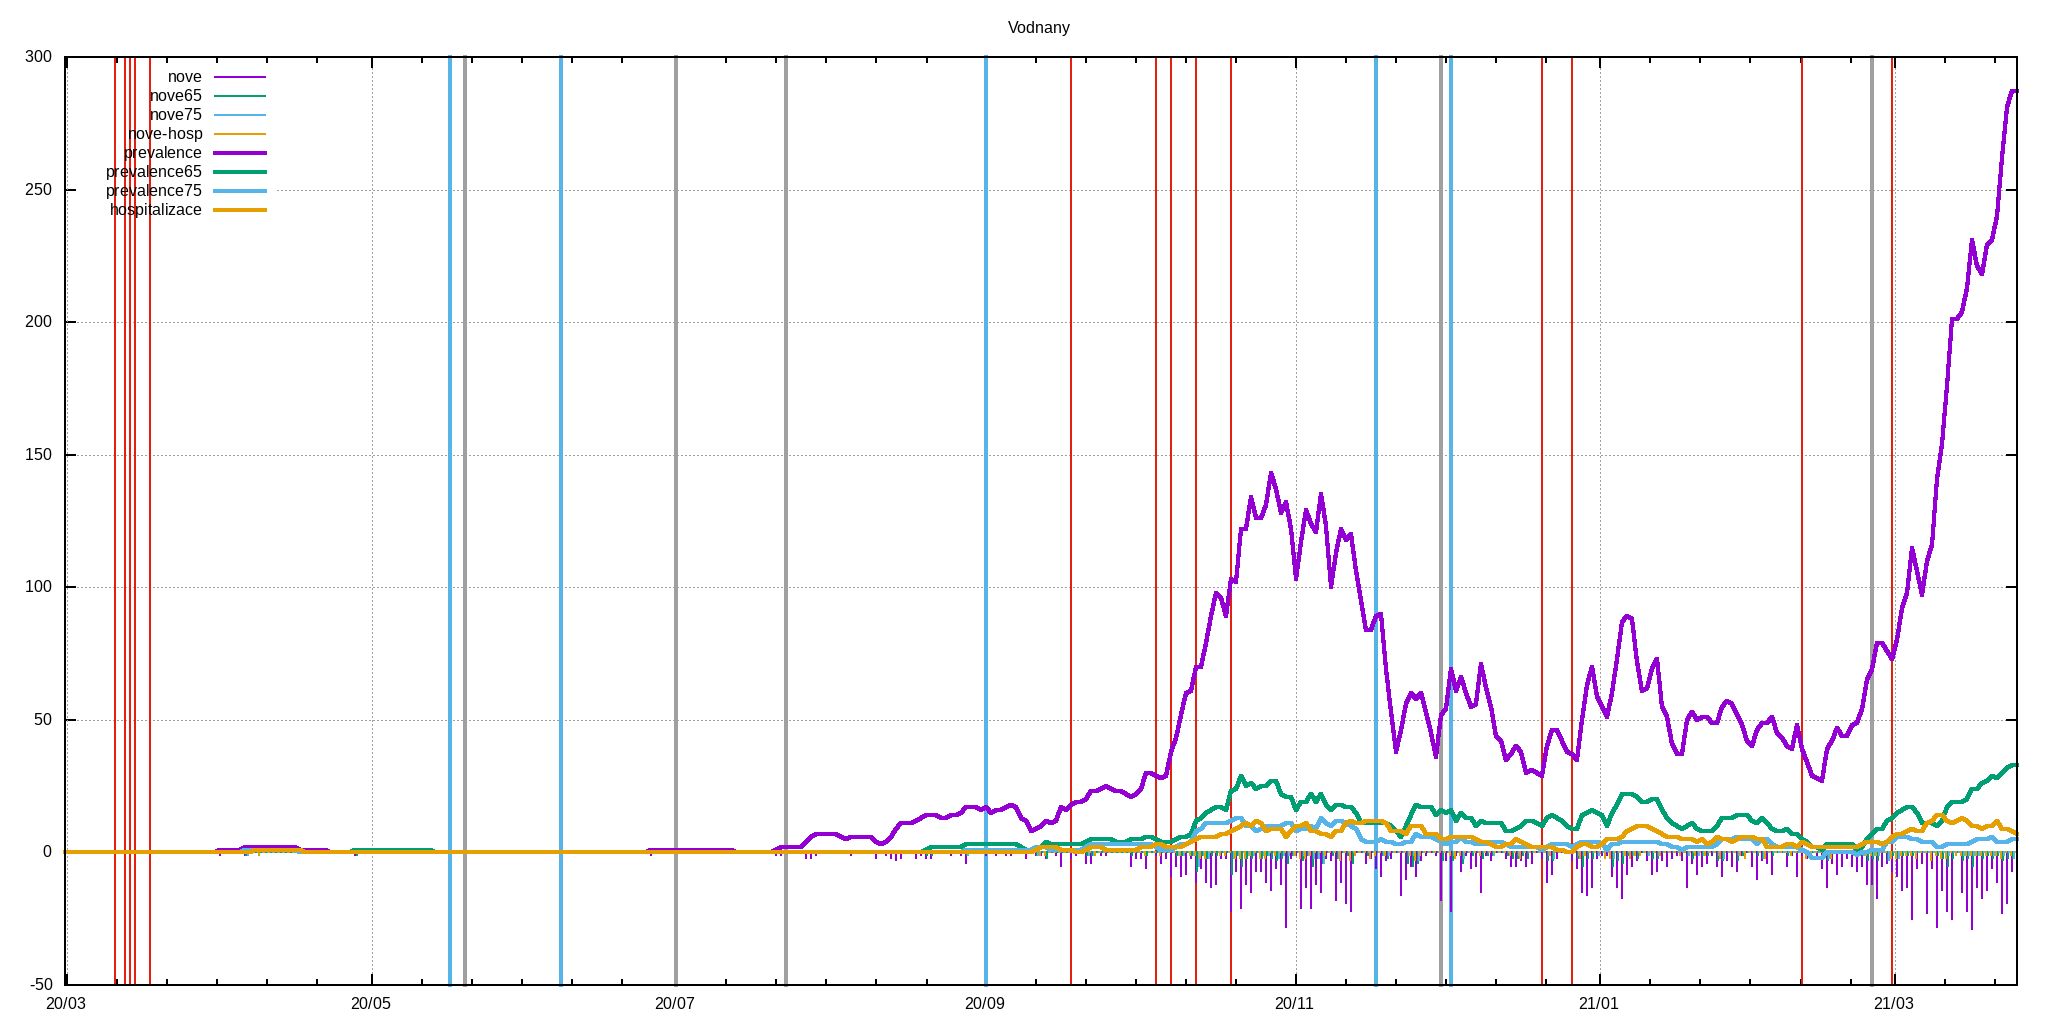 Vodnany
300
250
200
150
100
50
0
-50
nove
nove65
nove75
nove-hosp
prevalence
prevalence65
prevalence75
hospitalizace
20/03 20/05 20/07 20/09 20/11 21/01 21/03